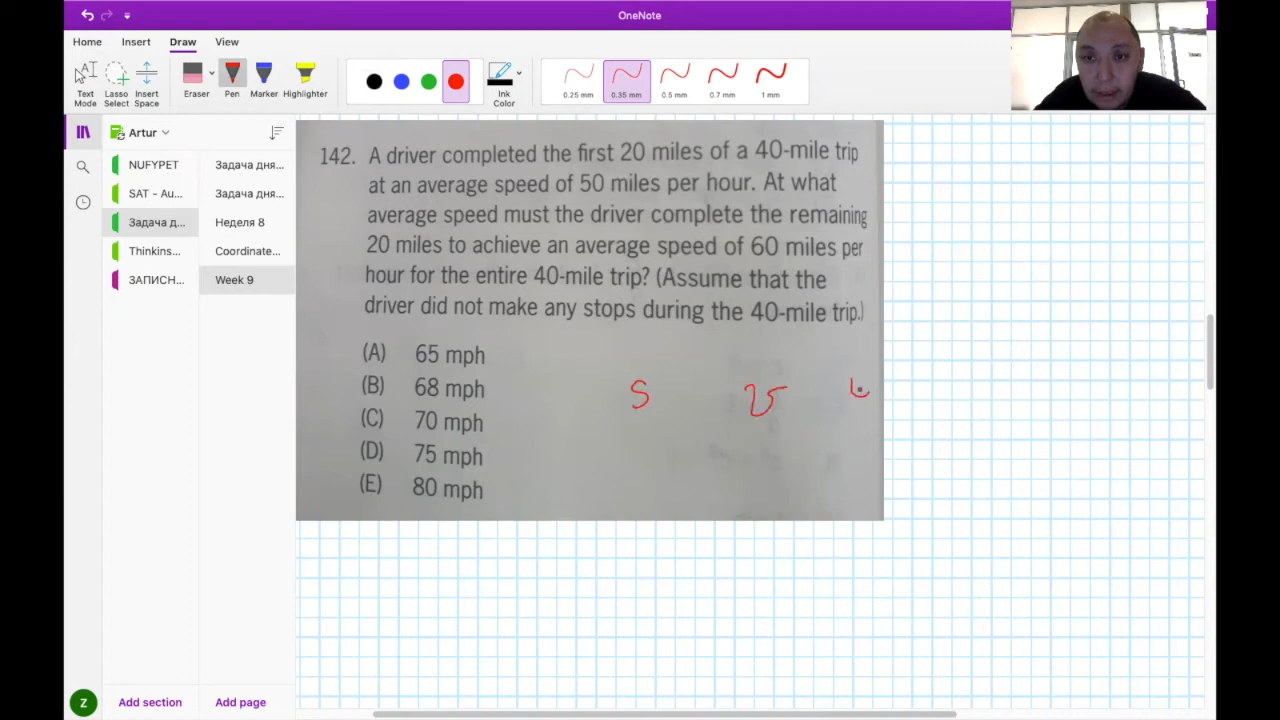 OneNote
Home Insert Draw View
Text Mode
Lasso Select
Insert Space
Eraser
Pen
Marker
Highlighter
Ink Color
0.25 mm
0.35 mm
0.5 mm
0.7 mm
1 mm
Artur
NUFYPET
SAT - Au...
Задача д...
Thinkins...
ЗАПИСН...
Задача дня...
Задача дня...
Неделя 8
Coordinate...
Week 9
142. A driver completed the first 20 miles of a 40-mile trip
at an average speed of 50 miles per hour. At what
average speed must the driver complete the remaining
20 miles to achieve an average speed of 60 miles per
hour for the entire 40-mile trip? (Assume that the
driver did not make any stops during the 40-mile trip.)
(A) 65 mph
(B) 68 mph
(C) 70 mph
(D) 75 mph
(E) 80 mph
S v
Z
Add section
Add page